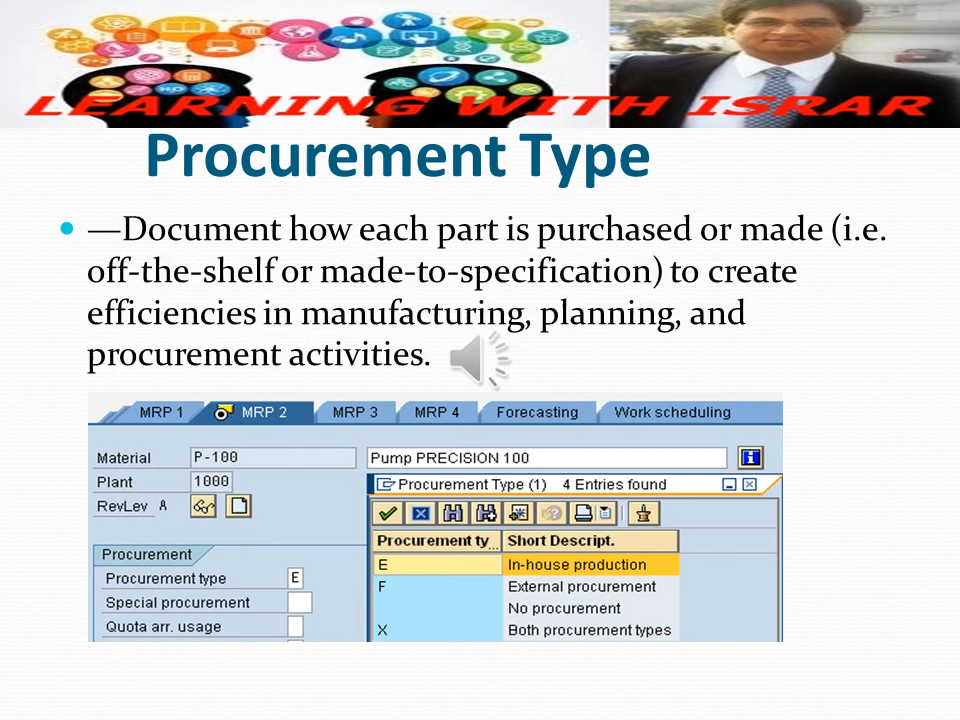 LEARNING WITH ISRAR
Procurement Type
—Document how each part is purchased or made (i.e.
off-the-shelf or made-to-specification) to create
efficiencies in manufacturing, planning, and
procurement activities.
MRP 1 MRP 2 MRP 3 MRP 4 Forecasting Work scheduling
Material P-100 Pump PRECISION 100
Plant 1000
RevLev
Procurement
Procurement type E
Special procurement
Quota arr. usage
Procurement Type (1) 4 Entries found
Procurement ty... Short Descript.
E In-house production
F External procurement
No procurement
X Both procurement types